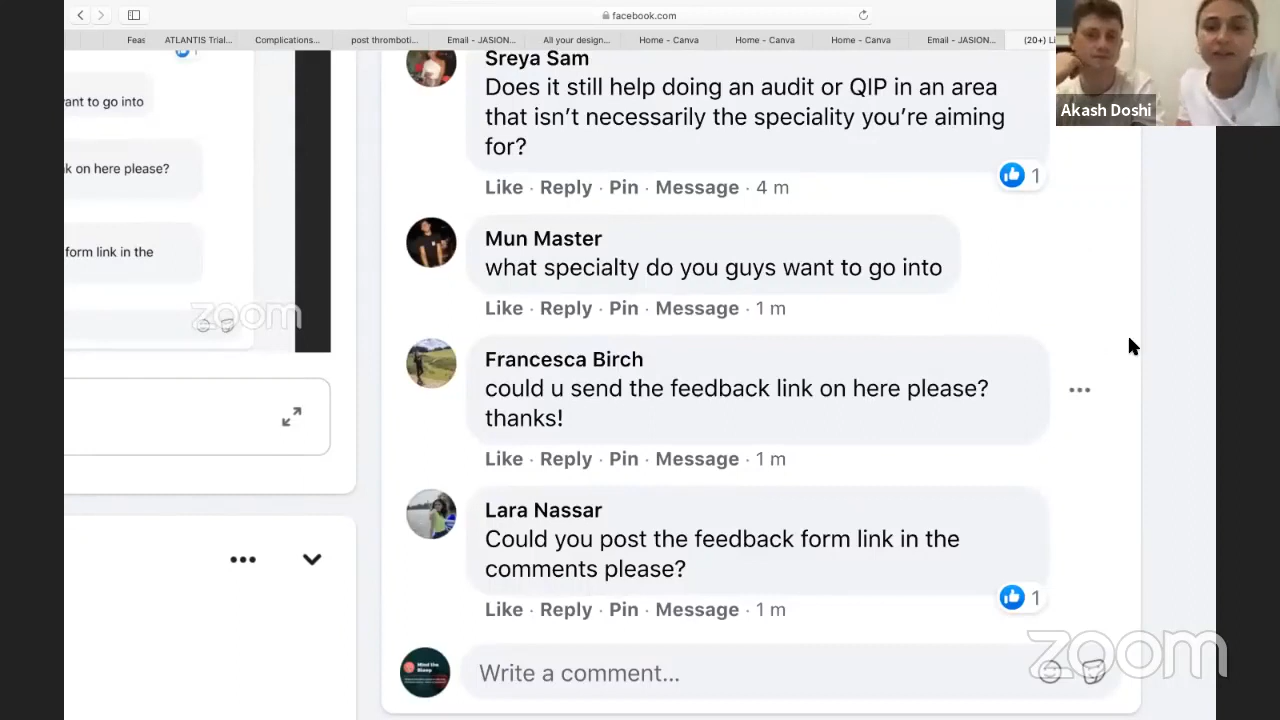 facebook.com
Feas
ATLANTIS Trial...
Complications...
post thromboti...
Email - JASION...
All your design...
Home - Canva
Home - Canva
Home - Canva
Email - JASION...
(20+) Li
1
ant to go into
k on here please?
form link in the
zoom
Sreya Sam
Does it still help doing an audit or QIP in an area
that isn't necessarily the speciality you're aiming
for?
Like · Reply · Pin · Message · 4 m
1
Mun Master
what specialty do you guys want to go into
Like · Reply · Pin · Message · 1 m
Francesca Birch
could u send the feedback link on here please?
thanks!
Like · Reply · Pin · Message · 1 m
Lara Nassar
Could you post the feedback form link in the
comments please?
Like · Reply · Pin · Message · 1 m
1
Mind the
Bleep
Write a comment...
zoom
Akash Doshi